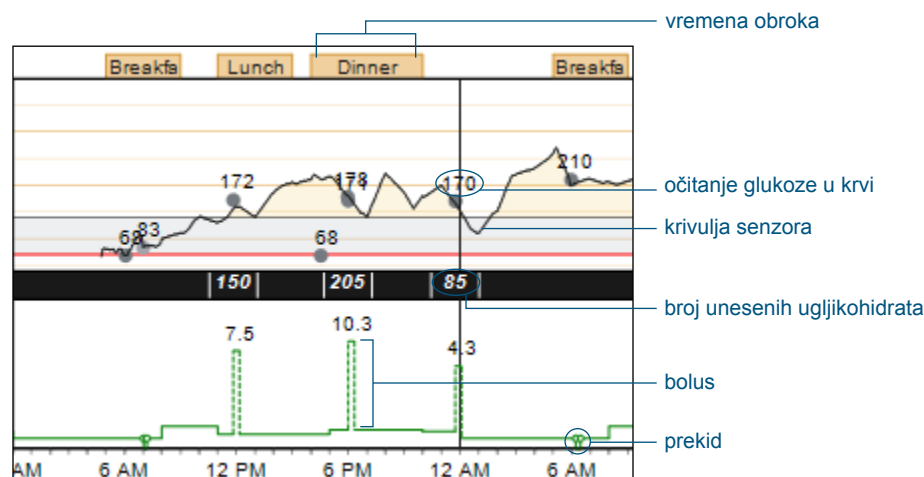 vremena obroka
Breakfa Lunch Dinner Breakfa
210
172 178 170 očitanje glukoze u krvi
68 83 68 krivulja senzora
150 205 85
broj unesenih ugljikohidrata
7.5 10.3 4.3
bolus
prekid
AM 6 AM 12 PM 6 PM 12 AM 6 AM